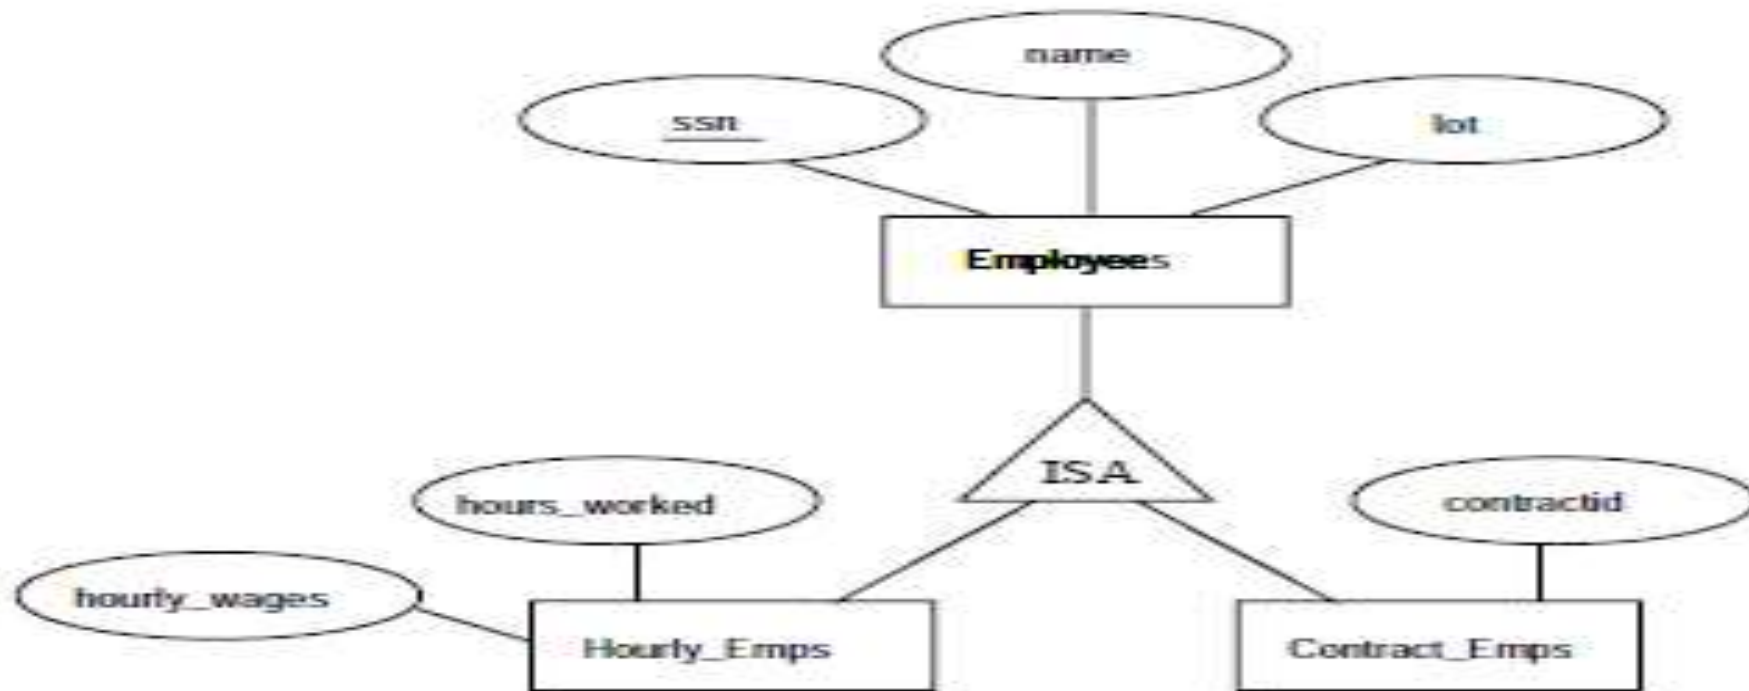 name
ssn
lot
Employees
ISA
hours_worked
contractid
hourly_wages
Hourly_Emps
Contract_Emps